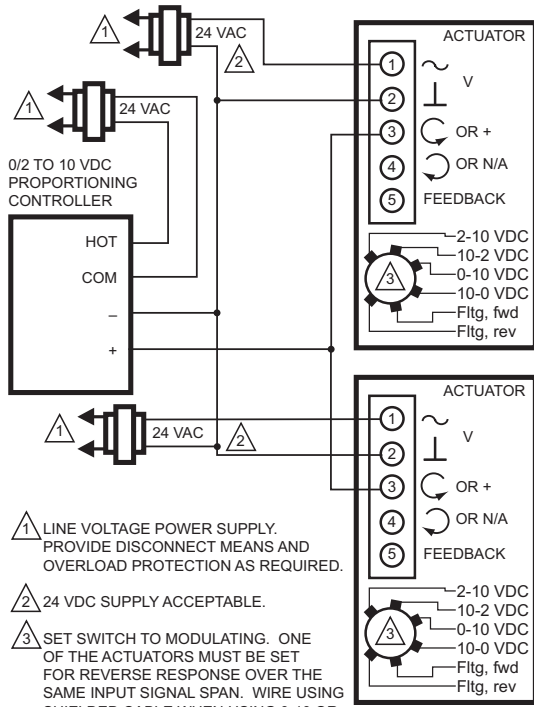 1
24 VAC
2
1
24 VAC
0/2 TO 10 VDC
PROPORTIONING
CONTROLLER
HOT
COM
–
+
1
24 VAC
2
ACTUATOR
1
V
2
3 OR +
4 OR N/A
5 FEEDBACK
3
2-10 VDC
10-2 VDC
0-10 VDC
10-0 VDC
Fltg, fwd
Fltg, rev
ACTUATOR
1
V
2
3 OR +
4 OR N/A
5 FEEDBACK
3
2-10 VDC
10-2 VDC
0-10 VDC
10-0 VDC
Fltg, fwd
Fltg, rev
1 LINE VOLTAGE POWER SUPPLY.
PROVIDE DISCONNECT MEANS AND
OVERLOAD PROTECTION AS REQUIRED.
2 24 VDC SUPPLY ACCEPTABLE.
3 SET SWITCH TO MODULATING. ONE
OF THE ACTUATORS MUST BE SET
FOR REVERSE RESPONSE OVER THE
SAME INPUT SIGNAL SPAN. WIRE USING